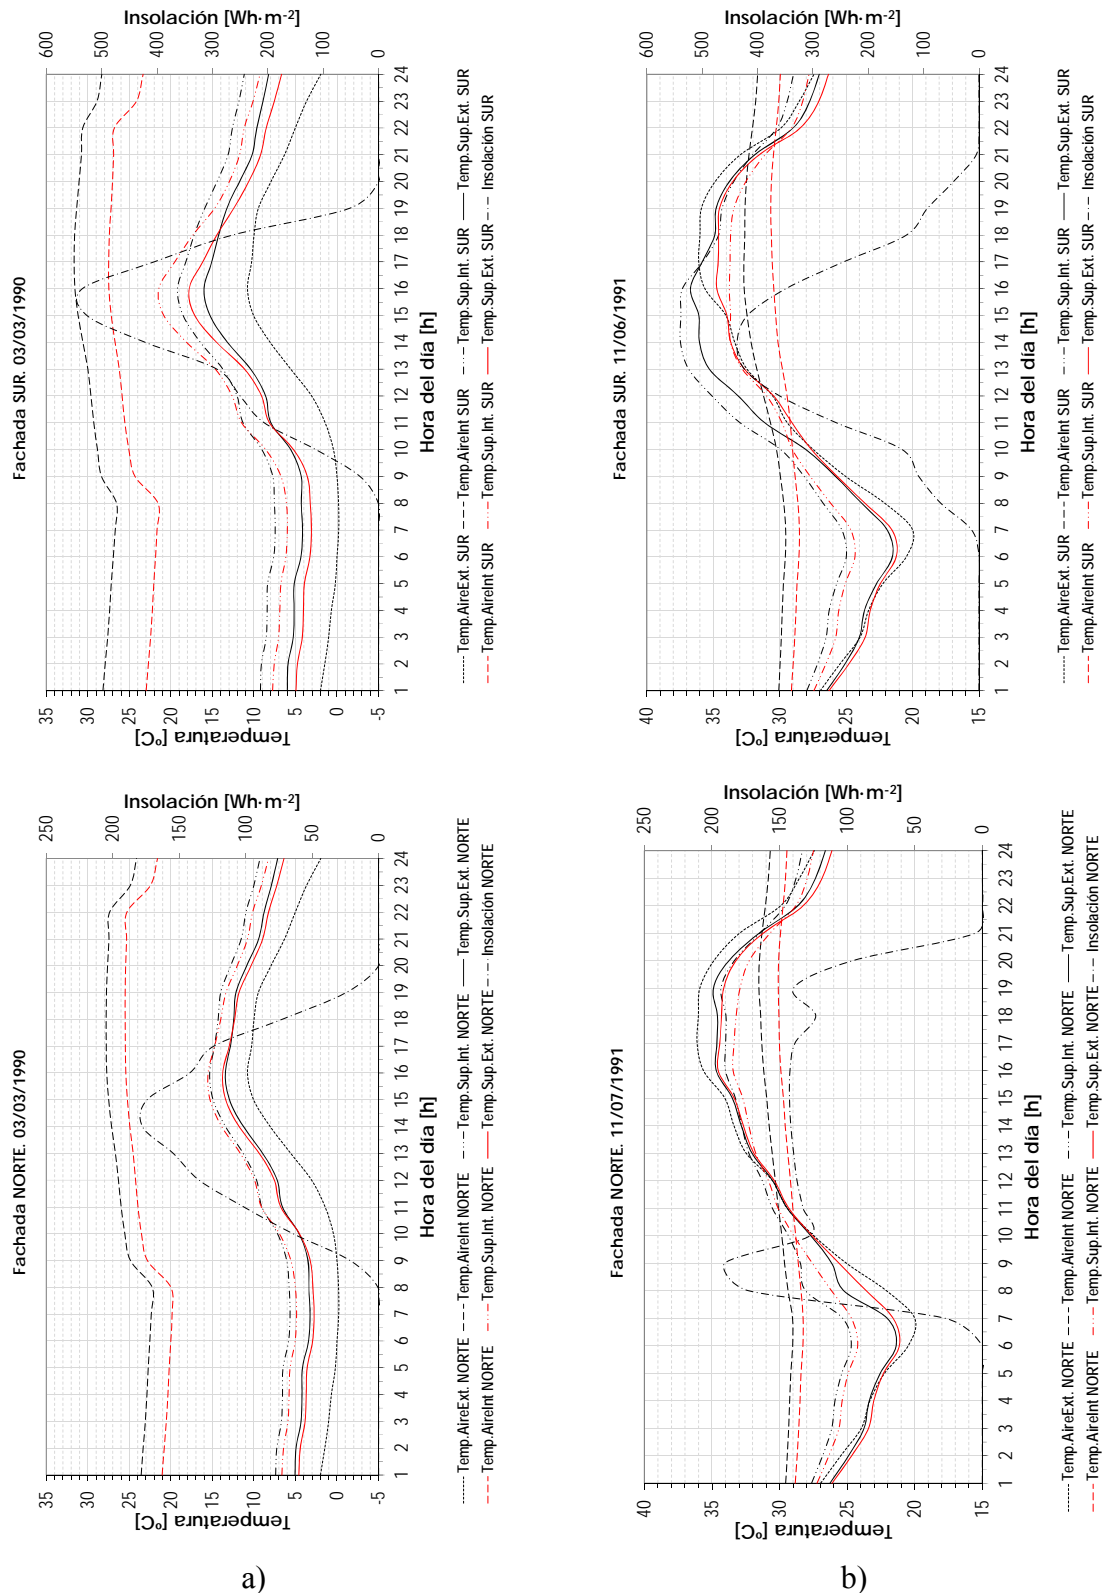 Fachada SUR. 03/03/1990
Insolación [Wh·m-2]
600
500
400
300
200
100
0
35
30
25
20
15
10
5
0
-5
Temperatura [ºC]
1 2 3 4 5 6 7 8 9 10 11 12 13 14 15 16 17 18 19 20 21 22 23 24
Hora del día [h]
Temp.AireExt. SUR Temp.AireInt SUR Temp.Sup.Int. SUR Temp.Sup.Ext. SUR
Temp.AireInt SUR Temp.Sup.Int. SUR Temp.Sup.Ext. SUR Insolación SUR
Fachada NORTE. 03/03/1990
Insolación [Wh·m-2]
250
200
150
100
50
0
35
30
25
20
15
10
5
0
-5
Temperatura [ºC]
1 2 3 4 5 6 7 8 9 10 11 12 13 14 15 16 17 18 19 20 21 22 23 24
Hora del día [h]
Temp.AireExt. NORTE Temp.AireInt NORTE Temp.Sup.Int. NORTE Temp.Sup.Ext. NORTE
Temp.AireInt NORTE Temp.Sup.Int. NORTE Temp.Sup.Ext. NORTE Insolación NORTE
a)
Fachada SUR. 11/06/1991
Insolación [Wh·m-2]
600
500
400
300
200
100
0
40
35
30
25
20
15
Temperatura [ºC]
1 2 3 4 5 6 7 8 9 10 11 12 13 14 15 16 17 18 19 20 21 22 23 24
Hora del día [h]
Temp.AireExt. SUR Temp.AireInt SUR Temp.Sup.Int. SUR Temp.Sup.Ext. SUR
Temp.AireInt SUR Temp.Sup.Int. SUR Temp.Sup.Ext. SUR Insolación SUR
Fachada NORTE. 11/07/1991
Insolación [Wh·m-2]
250
200
150
100
50
0
40
35
30
25
20
15
Temperatura [ºC]
1 2 3 4 5 6 7 8 9 10 11 12 13 14 15 16 17 18 19 20 21 22 23 24
Hora del día [h]
Temp.AireExt. NORTE Temp.AireInt NORTE Temp.Sup.Int. NORTE Temp.Sup.Ext. NORTE
Temp.AireInt NORTE Temp.Sup.Int. NORTE Temp.Sup.Ext. NORTE Insolación NORTE
b)